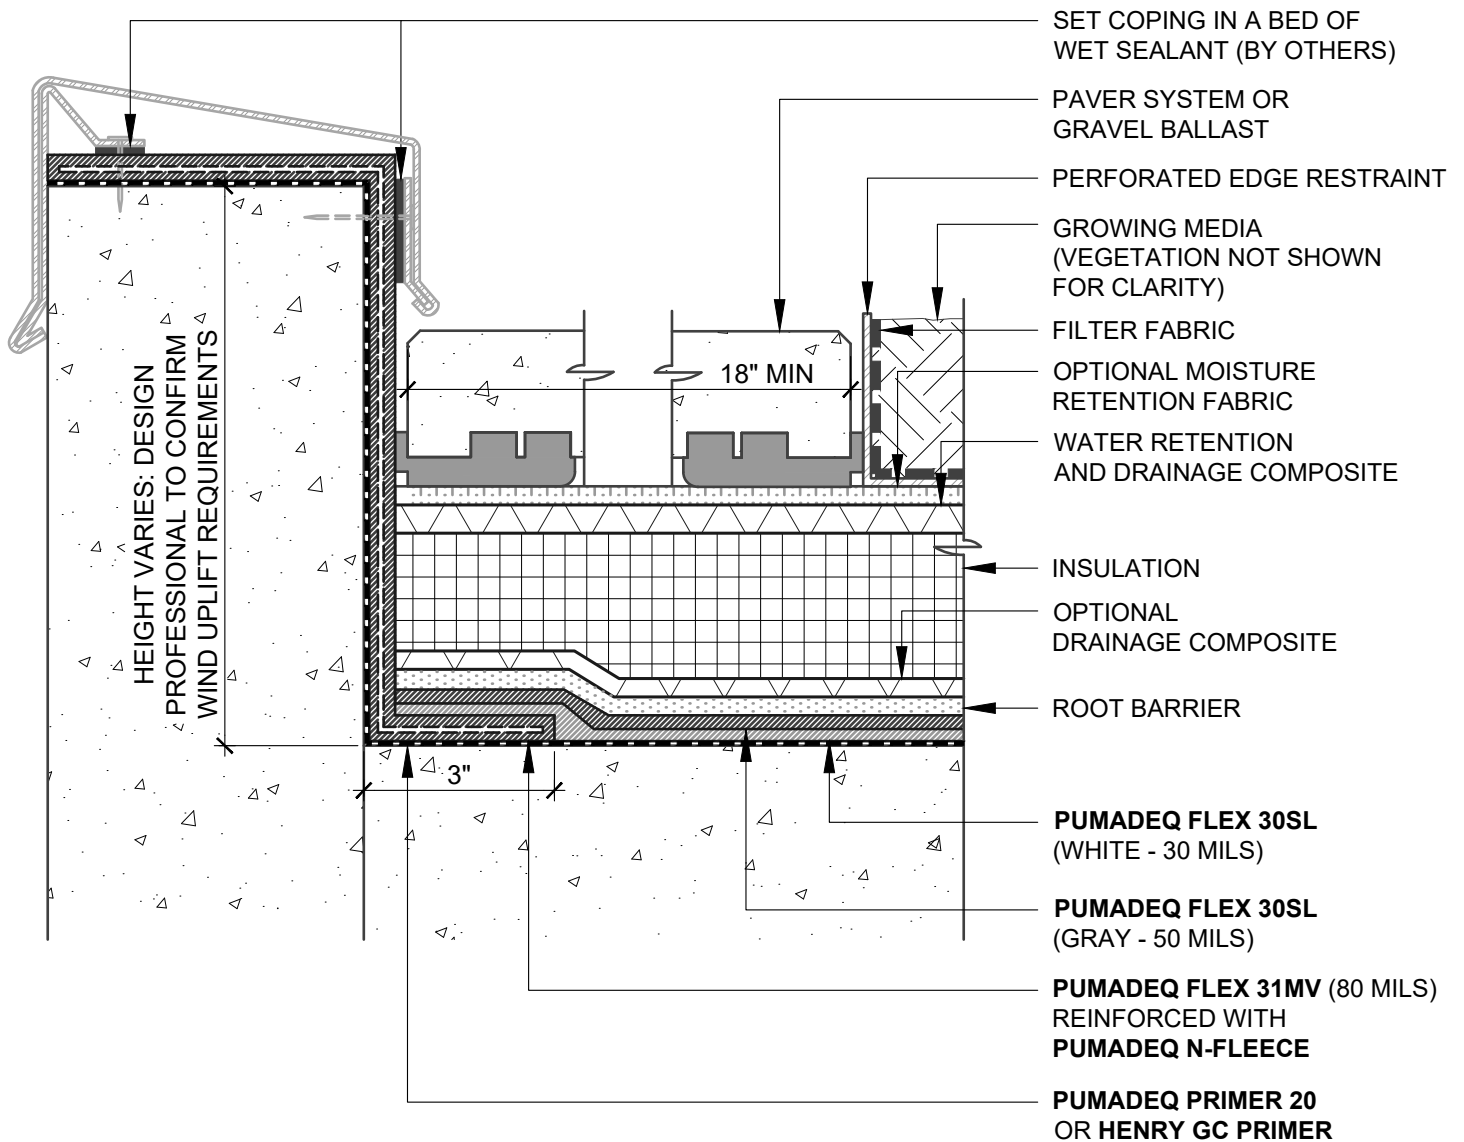 SET COPING IN A BED OF
WET SEALANT (BY OTHERS)
PAVER SYSTEM OR
GRAVEL BALLAST
PERFORATED EDGE RESTRAINT
GROWING MEDIA
(VEGETATION NOT SHOWN
FOR CLARITY)
FILTER FABRIC
OPTIONAL MOISTURE
RETENTION FABRIC
WATER RETENTION
AND DRAINAGE COMPOSITE
INSULATION
OPTIONAL
DRAINAGE COMPOSITE
ROOT BARRIER
PUMADEQ FLEX 30SL
(WHITE - 30 MILS)
PUMADEQ FLEX 30SL
(GRAY - 50 MILS)
PUMADEQ FLEX 31MV (80 MILS)
REINFORCED WITH
PUMADEQ N-FLEECE
PUMADEQ PRIMER 20
OR HENRY GC PRIMER
HEIGHT VARIES: DESIGN
PROFESSIONAL TO CONFIRM
WIND UPLIFT REQUIREMENTS
18" MIN
3"